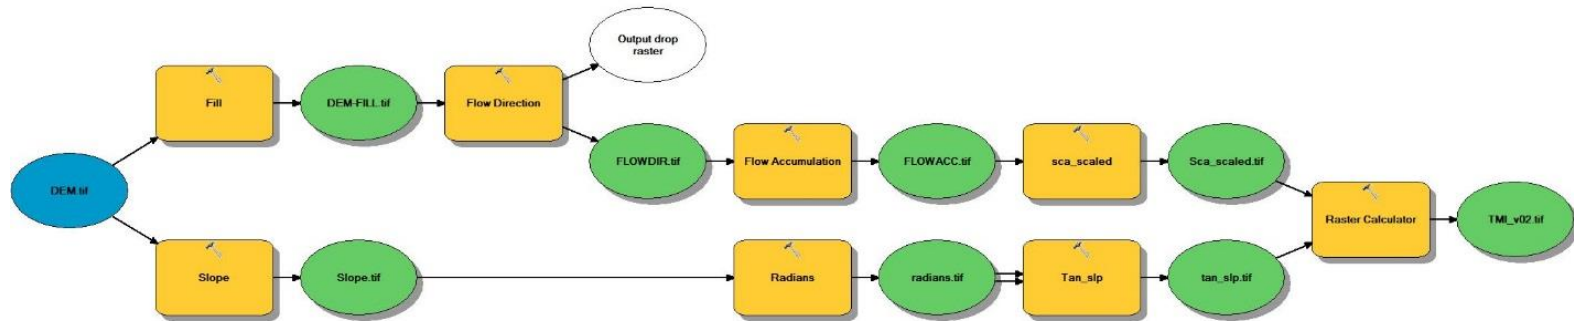 Output drop
raster
Fill
DEM-FILL.tif
Flow Direction
DEM.tif
FLOWDIR.tif
Flow Accumulation
FLOWACC.tif
sca_scaled
Sca_scaled.tif
Raster Calculator
TMI_v02.tif
Slope
Slope.tif
Radians
radians.tif
Tan_slp
tan_slp.tif